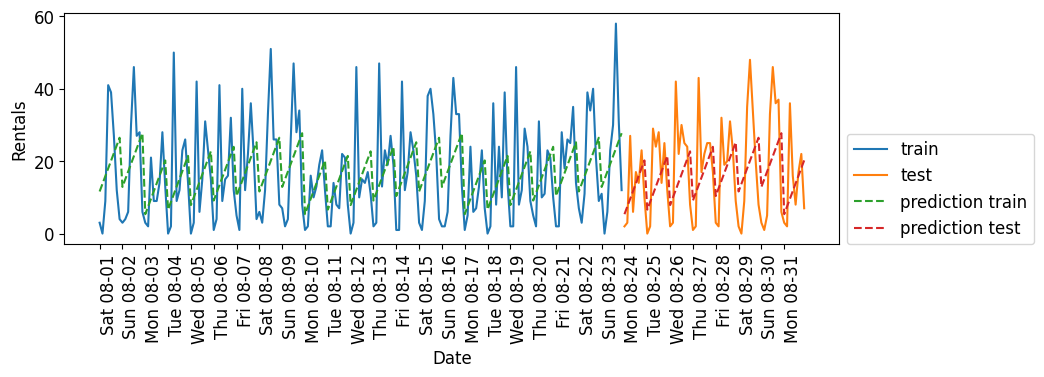 60
40
20
0
Rentals
Sat 08-01
Sun 08-02
Mon 08-03
Tue 08-04
Wed 08-05
Thu 08-06
Fri 08-07
Sat 08-08
Sun 08-09
Mon 08-10
Tue 08-11
Wed 08-12
Thu 08-13
Fri 08-14
Sat 08-15
Sun 08-16
Mon 08-17
Tue 08-18
Wed 08-19
Thu 08-20
Fri 08-21
Sat 08-22
Sun 08-23
Mon 08-24
Tue 08-25
Wed 08-26
Thu 08-27
Fri 08-28
Sat 08-29
Sun 08-30
Mon 08-31
Date
train
test
prediction train
prediction test